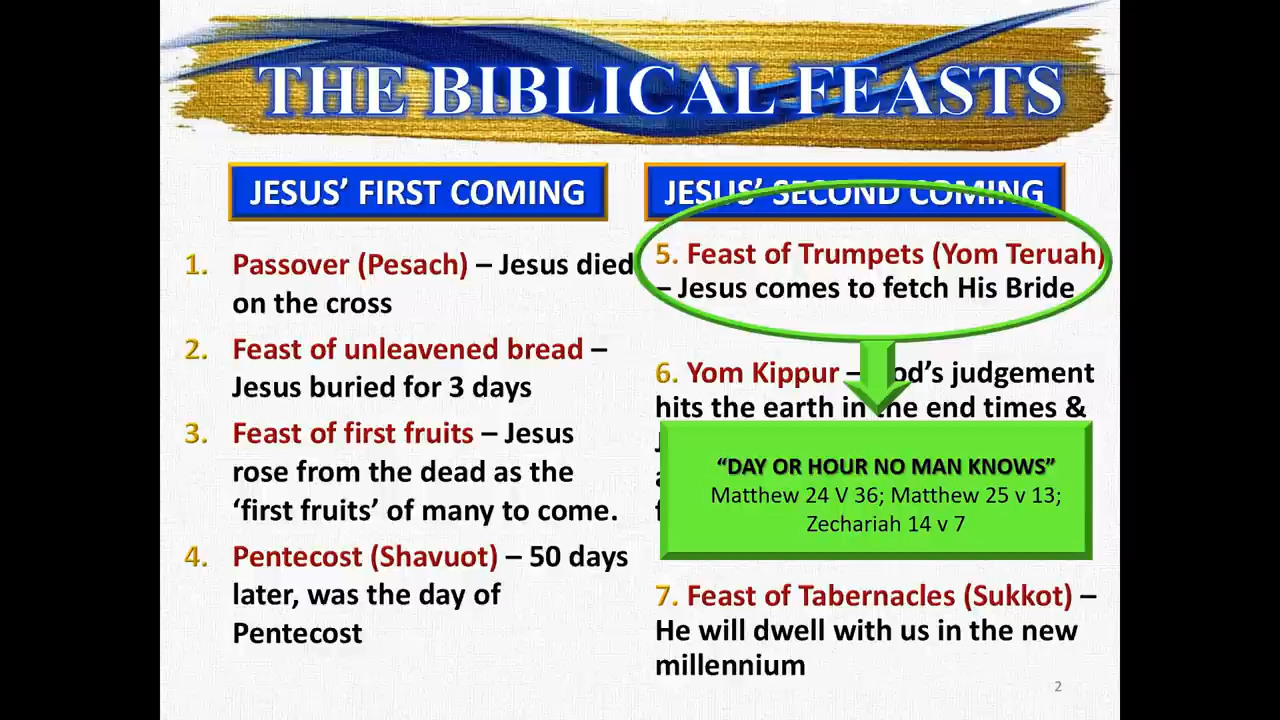 THE BIBLICAL FEASTS
JESUS’ FIRST COMING
1. Passover (Pesach) – Jesus died
on the cross
2. Feast of unleavened bread –
Jesus buried for 3 days
3. Feast of first fruits – Jesus
rose from the dead as the
‘first fruits’ of many to come.
4. Pentecost (Shavuot) – 50 days
later, was the day of
Pentecost
JESUS’ SECOND COMING
5. Feast of Trumpets (Yom Teruah)
– Jesus comes to fetch His Bride
6. Yom Kippur – God’s judgement
hits the earth in the end times &
“DAY OR HOUR NO MAN KNOWS”
Matthew 24 V 36; Matthew 25 v 13;
Zechariah 14 v 7
7. Feast of Tabernacles (Sukkot) –
He will dwell with us in the new
millennium
2